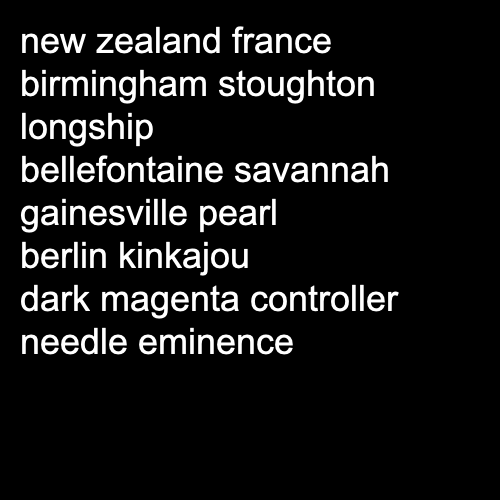 new zealand france
birmingham stoughton
longship
bellefontaine savannah
gainesville pearl
berlin kinkajou
dark magenta controller
needle eminence